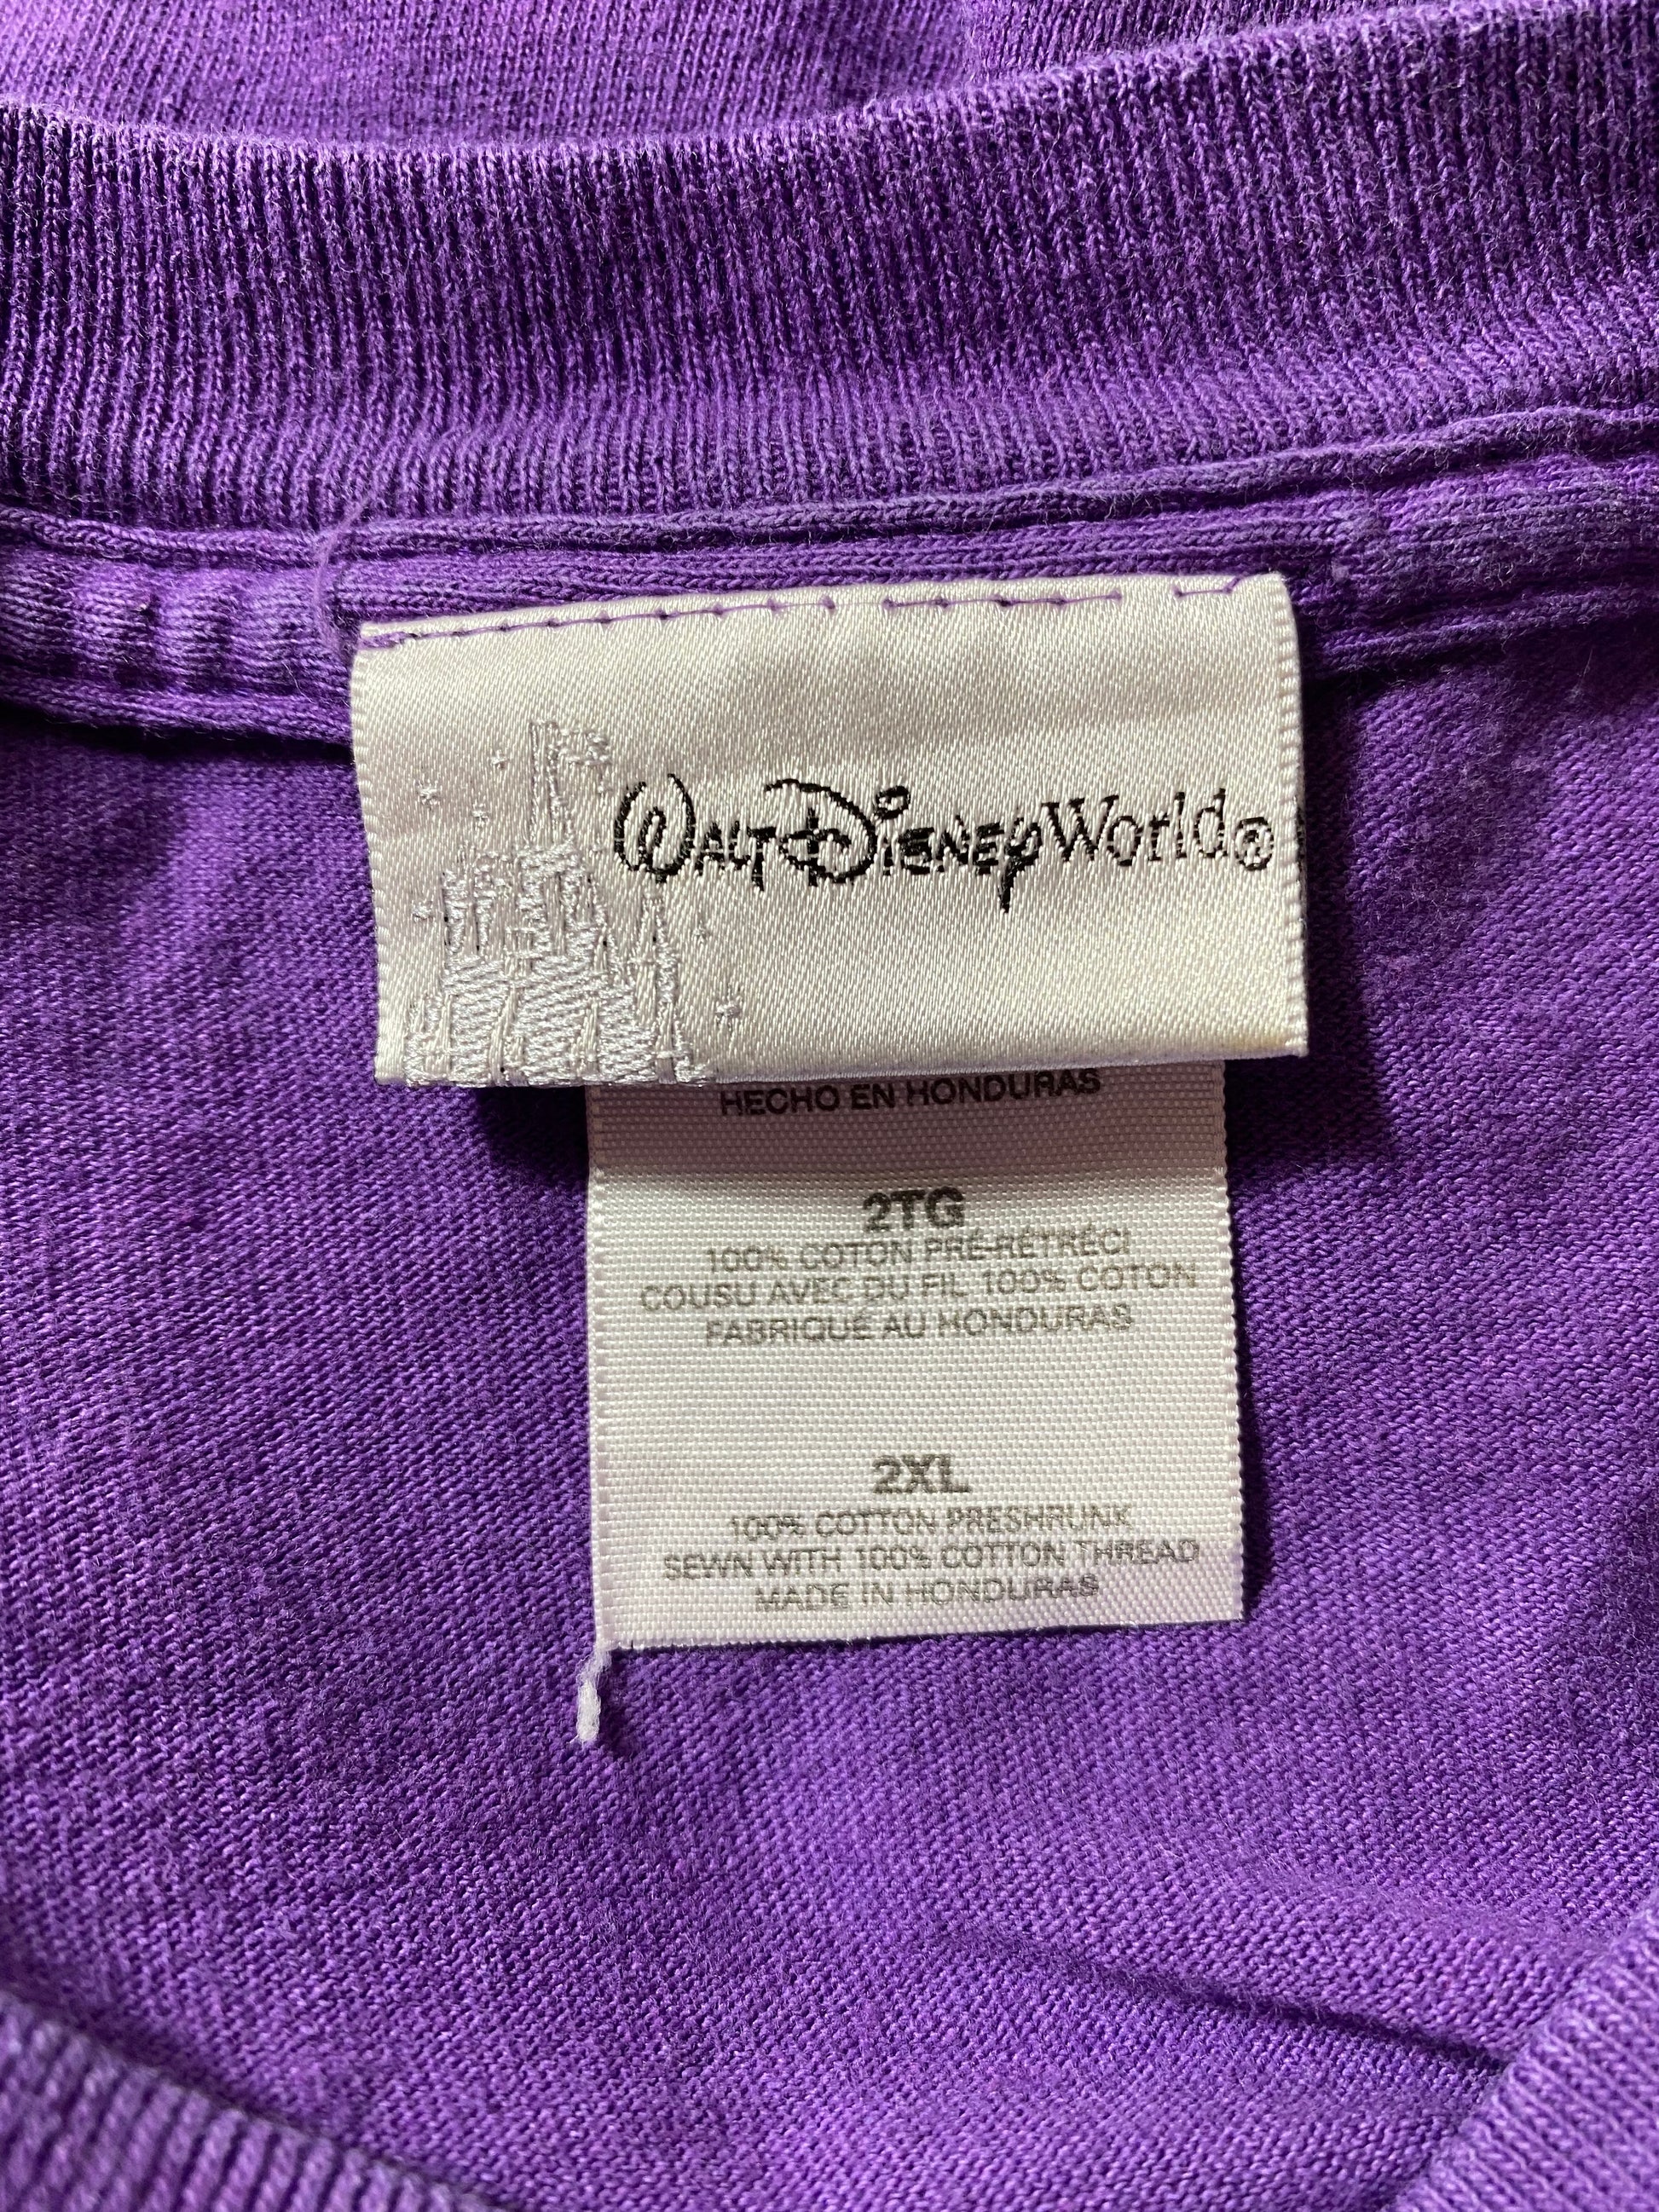 WALT DISNEY World®
HECHO EN HONDURAS
2TG
100% COTON PRÉ-RÉTRÉCI
COUSU AVEC DU FIL 100% COTON
FABRIQUÉ AU HONDURAS
2XL
100% COTTON PRESHRUNK
SEWN WITH 100% COTTON THREAD
MADE IN HONDURAS